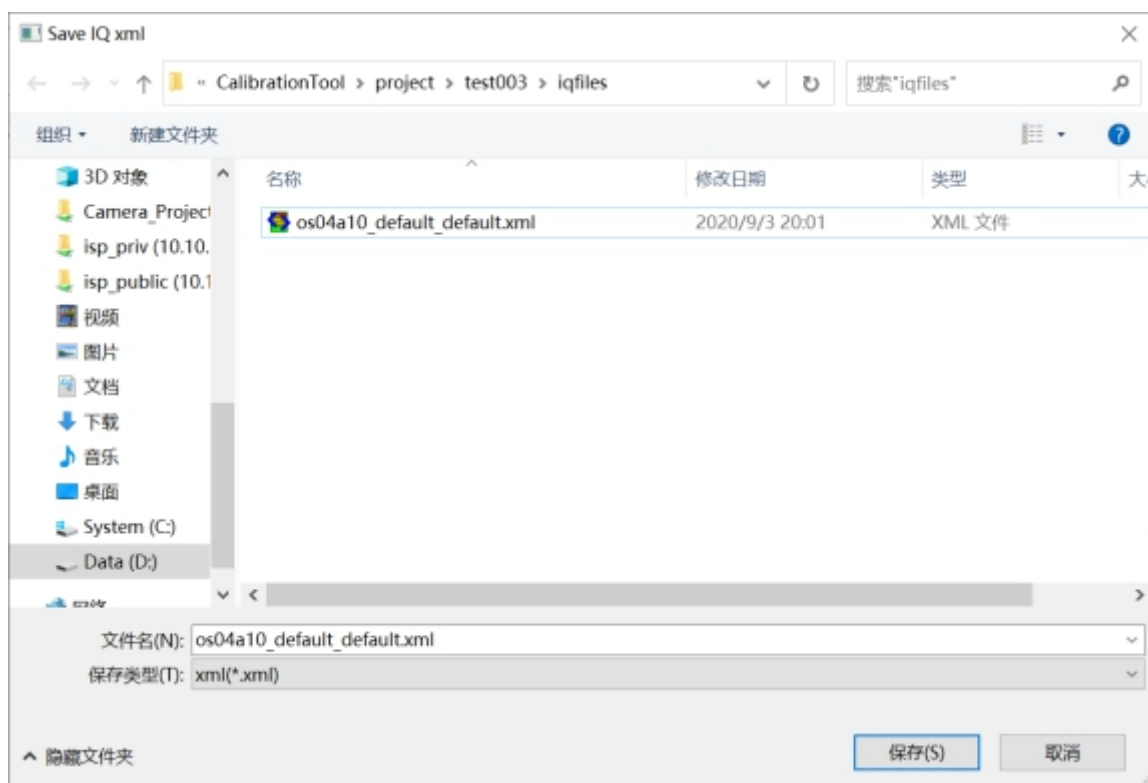 Save IQ xml
« CalibrationTool › project › test003 › iqfiles
搜索"iqfiles"
组织
新建文件夹
名称 修改日期 类型
3D 对象
os04a10_default_default.xml 2020/9/3 20:01 XML 文件
Camera_Project
isp_priv (10.10.
isp_public (10.1
视频
图片
文档
下载
音乐
桌面
System (C:)
Data (D:)
文件名(N): os04a10_default_default.xml
保存类型(T): xml(*.xml)
隐藏文件夹
保存(S)
取消